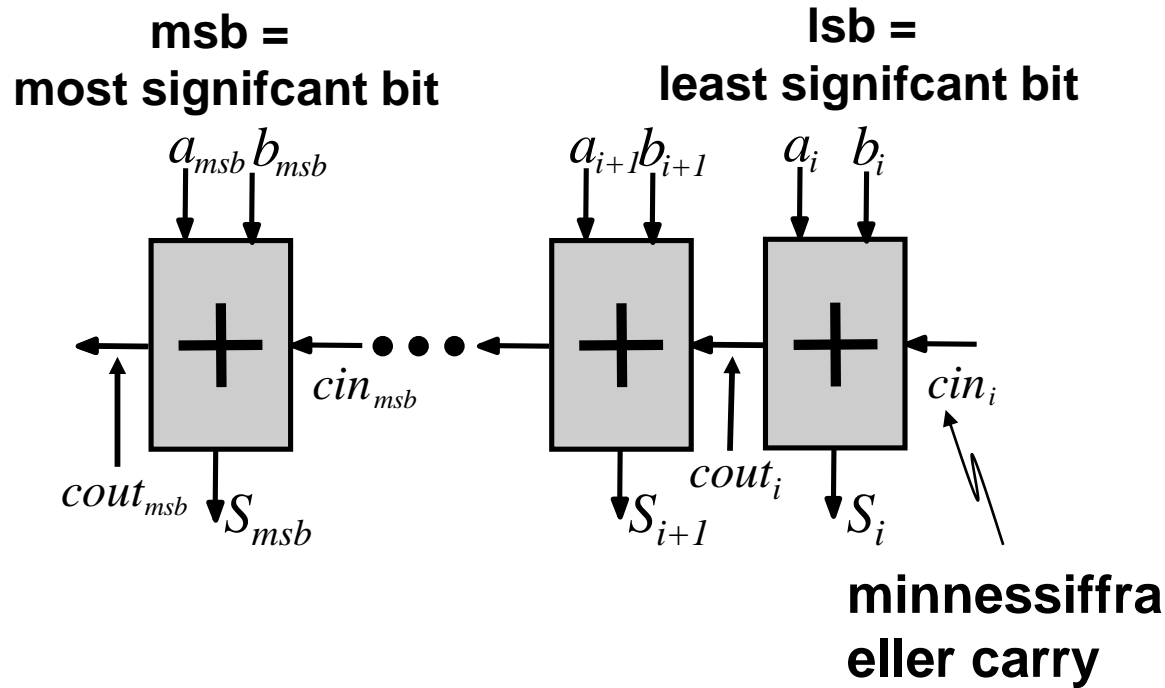 msb =
most signifcant bit
lsb =
least signifcant bit
a_msb b_msb
a_i+1 b_i+1
a_i b_i
cin_msb
cin_i
cout_msb
cout_i
S_msb
S_i+1
S_i
minnessiffra
eller carry